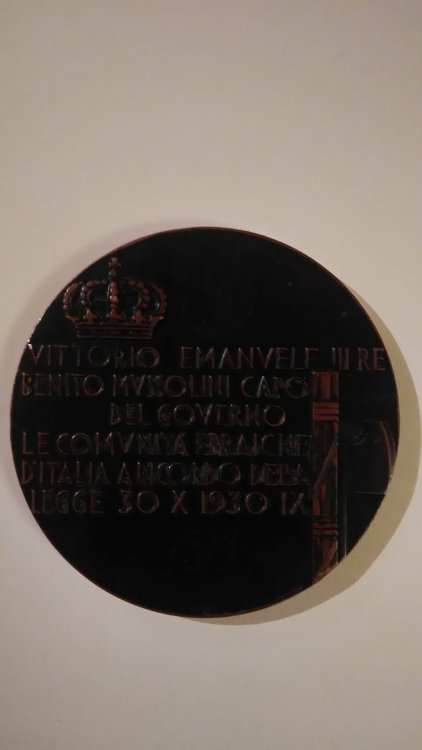 VITTORIO EMANVELE III RE
BENITO MVSSOLINI CAPO
DEL GOVERNO
LE COMVNITA EBRAICHE
D'ITALIA A RICORDO DELLA
LEGGE 30 X 1930 IX